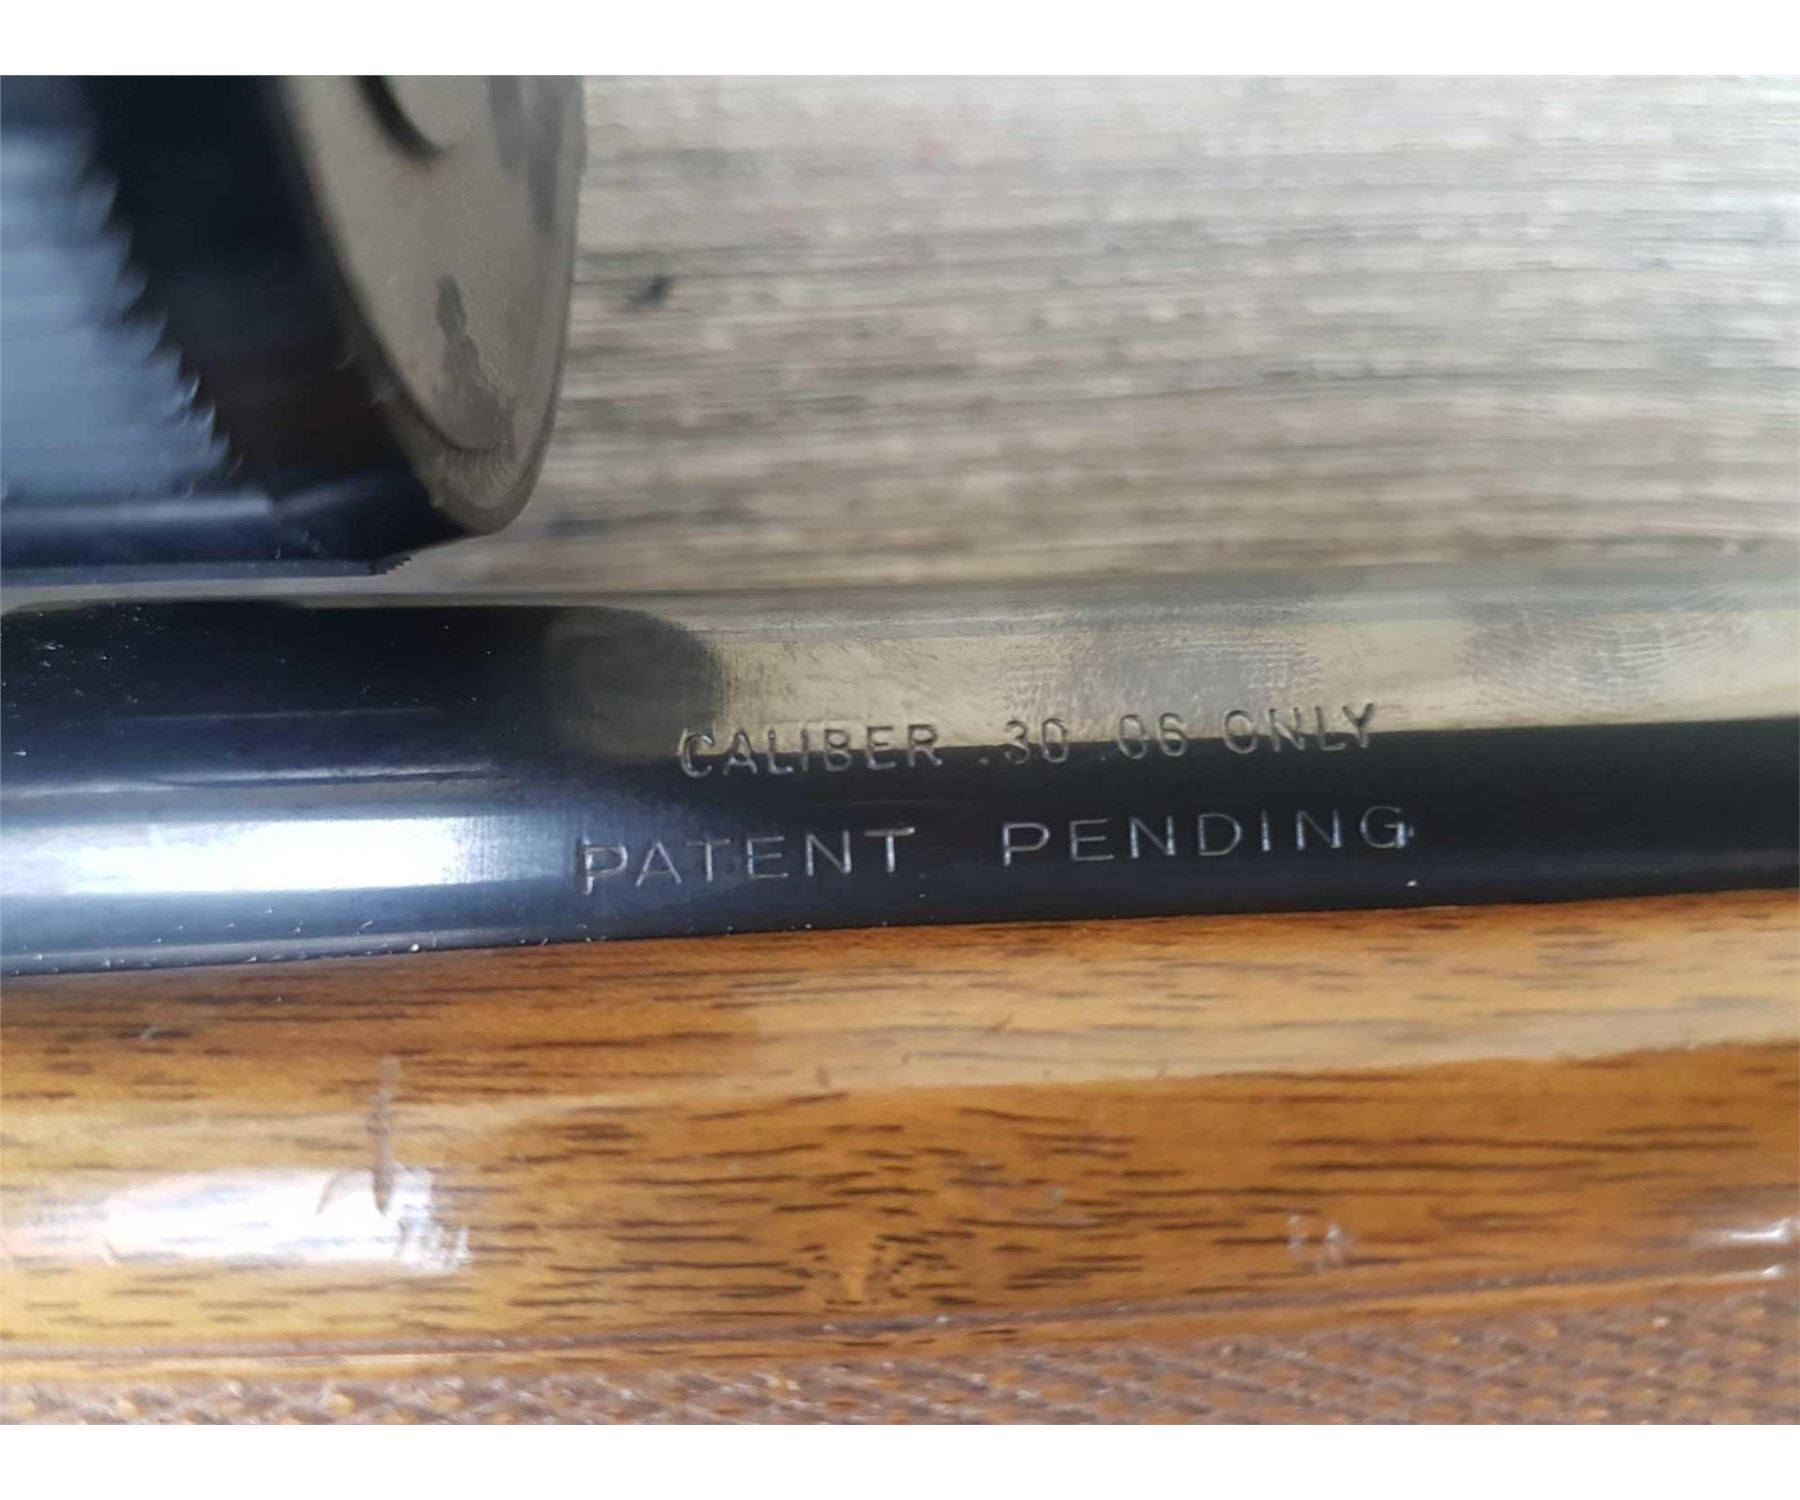 CALIBER .30 06 ONLY
PATENT PENDING